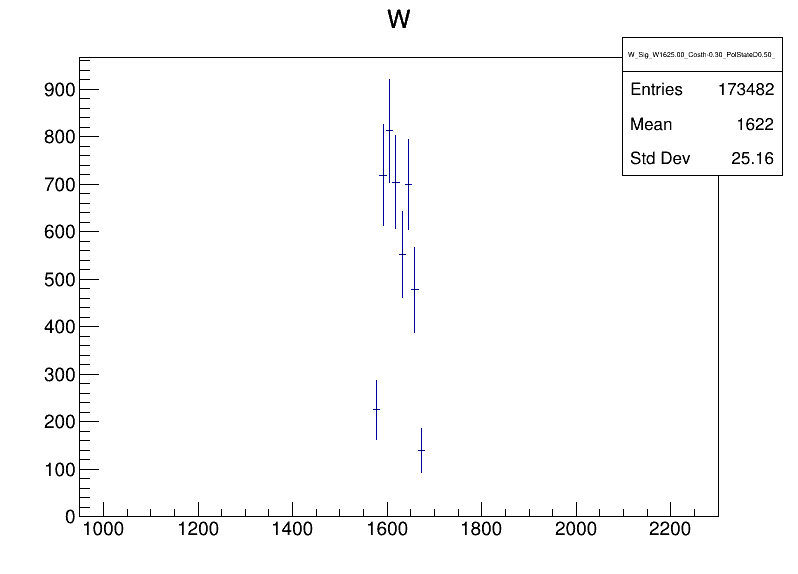 W
W_Sig_W1625.00_Costh-0.30_PolStateD0.50_
Entries 173482
Mean 1622
Std Dev 25.16
900
800
700
600
500
400
300
200
100
0
1000 1200 1400 1600 1800 2000 2200